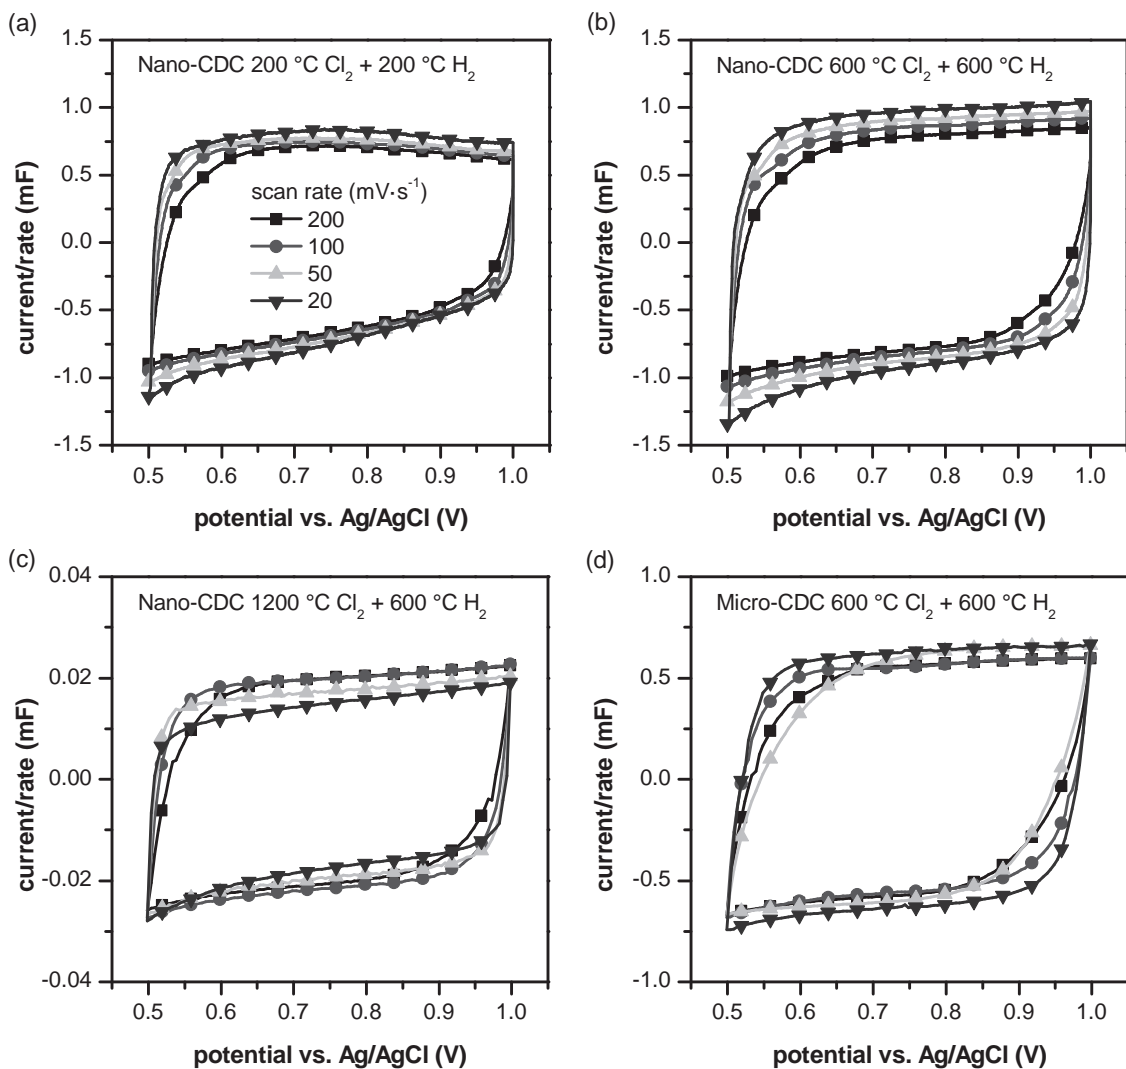 (a)
1.5
Nano-CDC 200 °C Cl2 + 200 °C H2
1.0
0.5
scan rate (mV·s-1)
200
0.0
100
50
-0.5
20
-1.0
-1.5
0.5 0.6 0.7 0.8 0.9 1.0
current/rate (mF)
potential vs. Ag/AgCl (V)
(b)
1.5
Nano-CDC 600 °C Cl2 + 600 °C H2
1.0
0.5
0.0
-0.5
-1.0
-1.5
0.5 0.6 0.7 0.8 0.9 1.0
current/rate (mF)
potential vs. Ag/AgCl (V)
(c)
0.04
Nano-CDC 1200 °C Cl2 + 600 °C H2
0.02
0.00
-0.02
-0.04
0.5 0.6 0.7 0.8 0.9 1.0
current/rate (mF)
potential vs. Ag/AgCl (V)
(d)
1.0
Micro-CDC 600 °C Cl2 + 600 °C H2
0.5
0.0
-0.5
-1.0
0.5 0.6 0.7 0.8 0.9 1.0
current/rate (mF)
potential vs. Ag/AgCl (V)